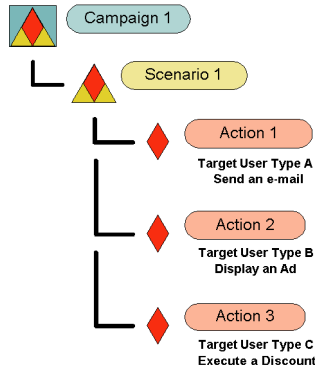 Campaign 1
Scenario 1
Action 1
Target User Type A
Send an e-mail
Action 2
Target User Type B
Display an Ad
Action 3
Target User Type C
Execute a Discount